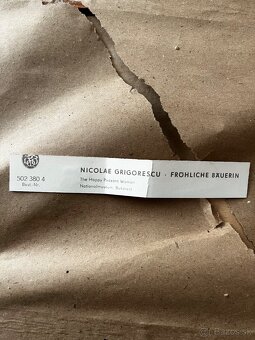 NICOLAE GRIGORESCU · FRÖHLICHE BÄUERIN
502 380 4
Best. Nr.
The Happy Peasant Woman
Nationalmuseum, Bukarest